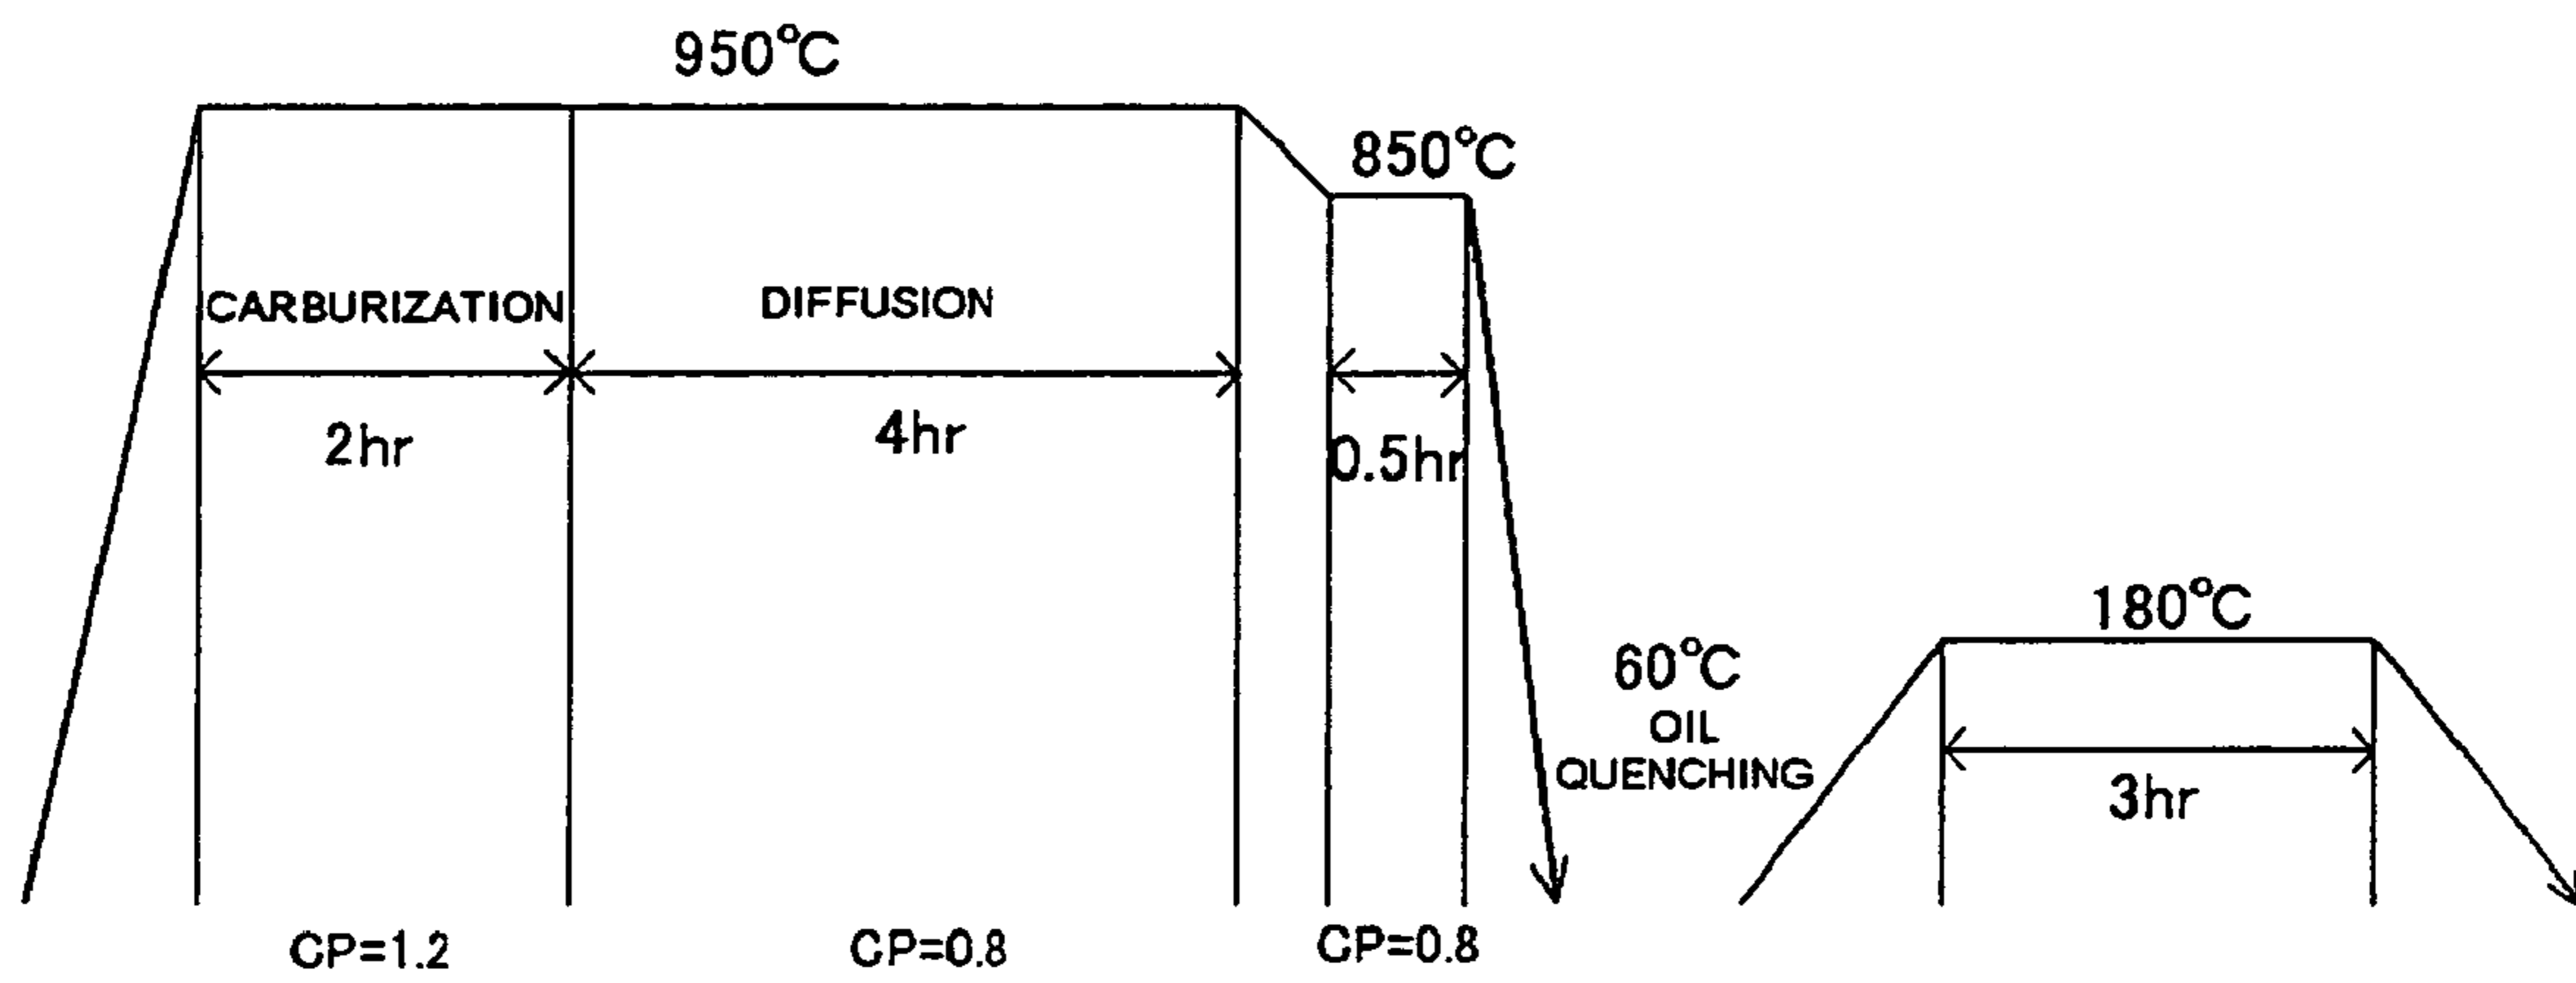 950°C
850°C
CARBURIZATION
DIFFUSION
2hr
4hr
0.5hr
180°C
60°C
OIL
QUENCHING
3hr
CP=1.2
CP=0.8
CP=0.8